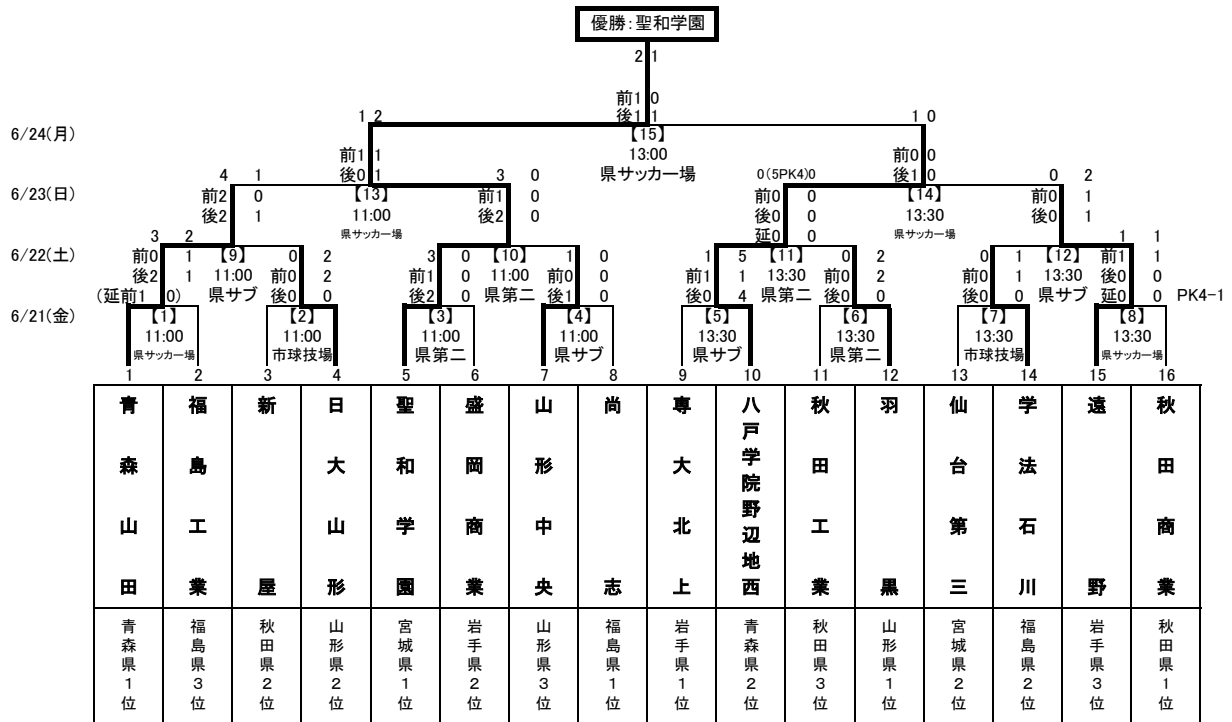 優勝：聖和学園
2 1
前1 0
1 2 後1 1 1 0
6/24(月) 【15】
13:00
前1 1 県サッカー場 前0 0
4 1 後0 1 3 0 0(5PK4)0 後1 0 0 2
6/23(日) 前2 0 【13】 前1 0 前0 0 【14】 前0 1
後2 1 11:00 後2 0 後0 0 13:30 後0 1
3 2 県サッカー場 延0 0 県サッカー場 1 1
6/22(土) 前0 1 【9】 0 2 3 0 【10】 1 0 1 5 【11】 0 2 0 1 【12】 前1 1
後2 1 11:00 前0 2 前1 0 11:00 前0 0 前1 1 13:30 前0 2 前0 1 13:30 後0 0
(延前1 0) 県サブ 後0 0 後2 0 県第二 後1 0 後0 4 県第二 後0 0 後0 0 県サブ 延0 0 PK4-1
6/21(金) 【1】 【2】 【3】 【4】 【5】 【6】 【7】 【8】
11:00 11:00 11:00 11:00 13:30 13:30 13:30 13:30
県サッカー場 市球技場 県第二 県サブ 県サブ 県第二 市球技場 県サッカー場
1 2 3 4 5 6 7 8 9 10 11 12 13 14 15 16
青森山田
福島工業
新屋
日大山形
聖和学園
盛岡商業
山形中央
尚志
専大北上
八戸学院野辺地西
秋田工業
羽黒
仙台第三
学法石川
遠野
秋田商業
青森県1位
福島県3位
秋田県2位
山形県2位
宮城県1位
岩手県2位
山形県3位
福島県1位
岩手県1位
青森県2位
秋田県3位
山形県1位
宮城県2位
福島県2位
岩手県3位
秋田県1位